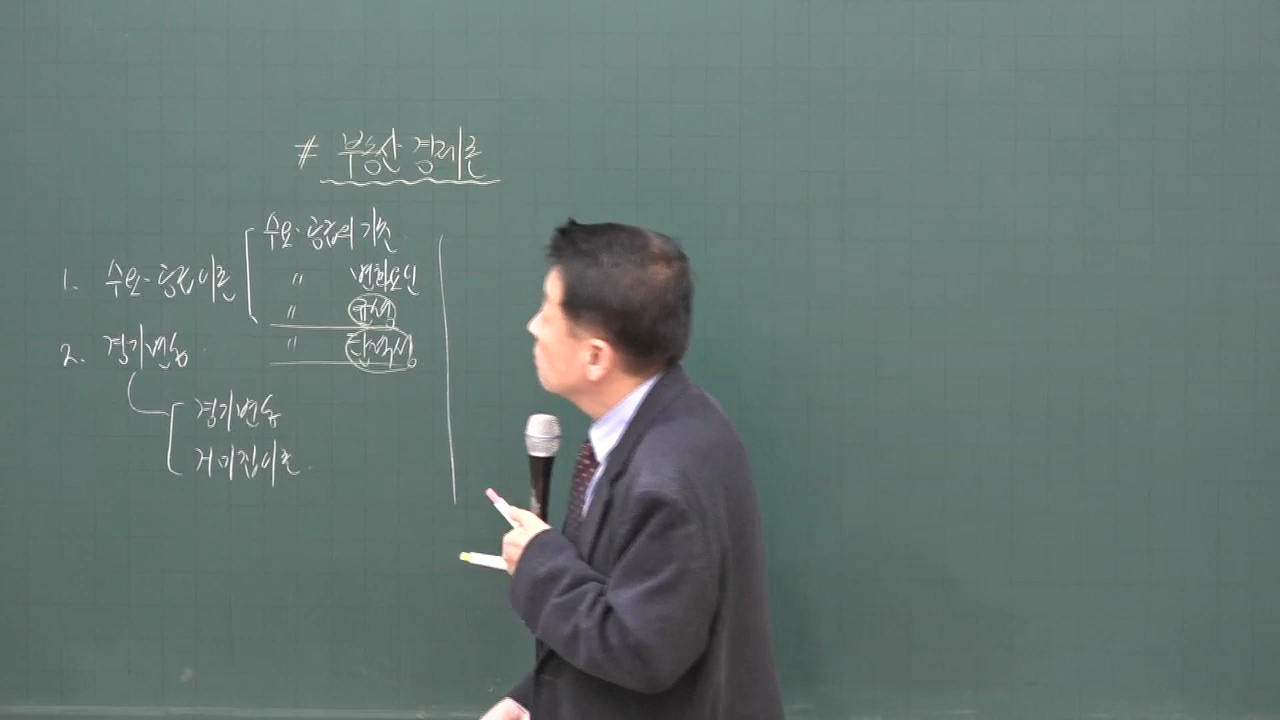 # 부동산 경제론
수요·공급의 기초
1. 수요·공급이론
〃 변화요인
〃 균형
2. 경기변동
〃 탄력성
경기변동
거미집이론